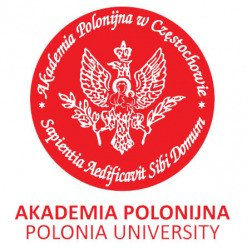 Akademia Polonijna w Częstochowie
Sapientia Aedificavit Sibi Domum
AKADEMIA POLONIJNA
POLONIA UNIVERSITY